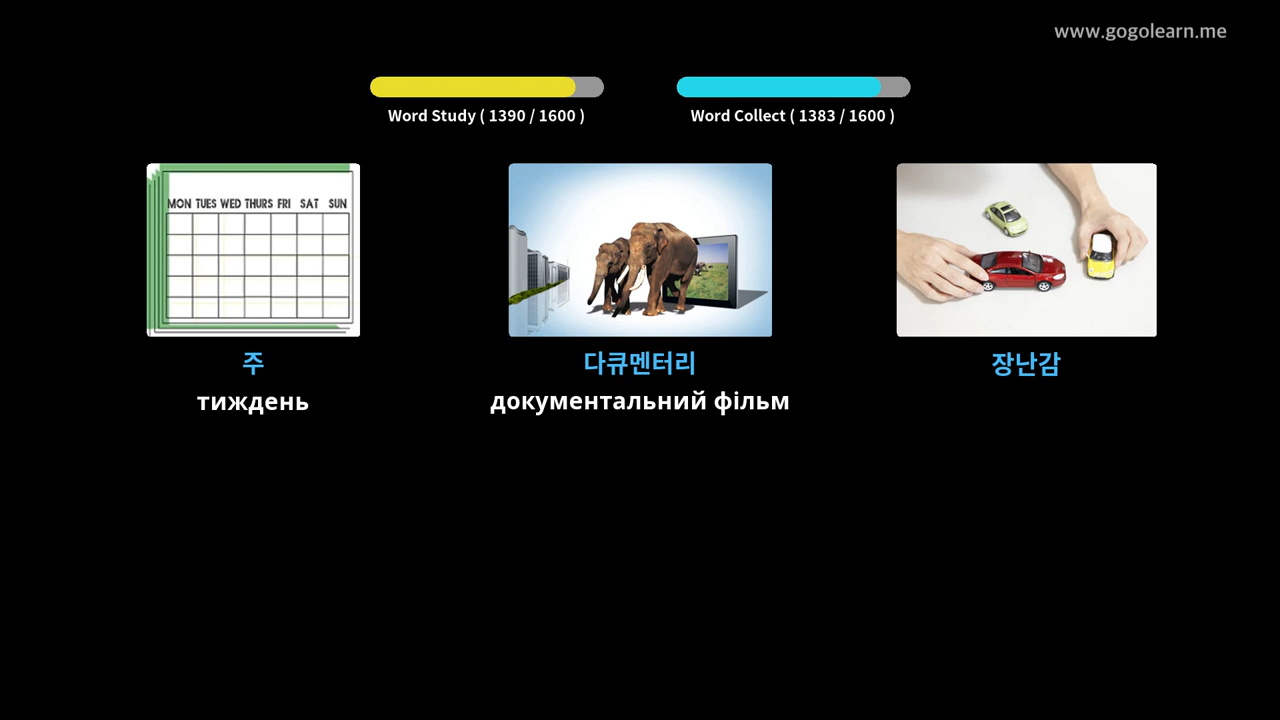 www.gogolearn.me
Word Study ( 1390 / 1600 )
Word Collect ( 1383 / 1600 )
MON TUES WED THURS FRI SAT SUN
주
다큐멘터리
장난감
тиждень
документальний фільм